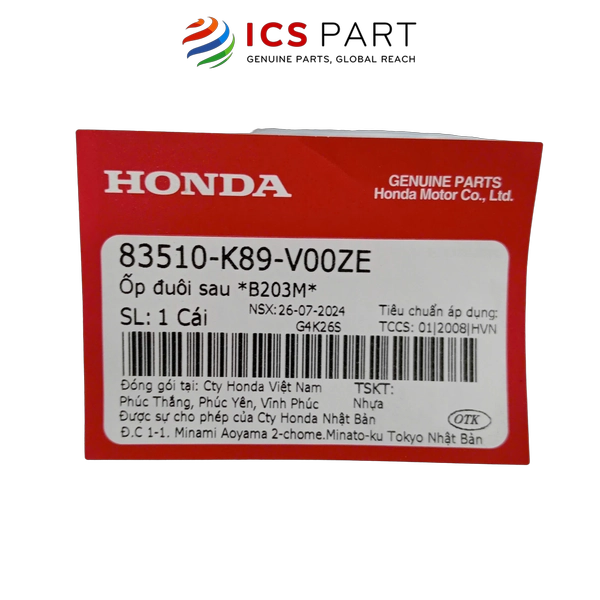 ICS PART
GENUINE PARTS, GLOBAL REACH
HONDA
GENUINE PARTS
Honda Motor Co., Ltd.
83510-K89-V00ZE
Ốp đuôi sau *B203M*
SL: 1 Cái
NSX: 26-07-2024
G4K26S
Tiêu chuẩn áp dụng:
TCCS: 01|2008|HVN
Đóng gói tại: Cty Honda Việt Nam
Phúc Thắng, Phúc Yên, Vĩnh Phúc
TSKT:
Nhựa
Được sự cho phép của Cty Honda Nhật Bản
Đ.C 1-1. Minami Aoyama 2-chome.Minato-ku Tokyo Nhật Bản
OTK